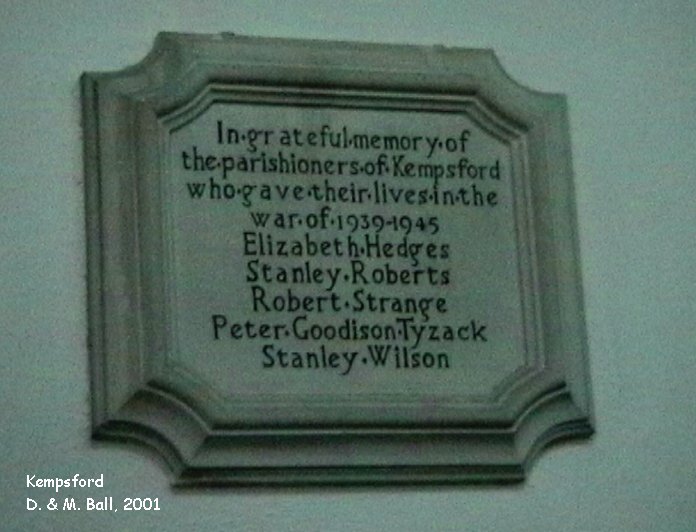 In·grateful·memory·of
the·parishioners·of·Kempsford
who·gave·their·lives·in·the
war·of·1939-1945
Elizabeth·Hedges
Stanley·Roberts
Robert·Strange
Peter·Goodison·Tyzack
Stanley·Wilson
Kempsford
D. & M. Ball, 2001